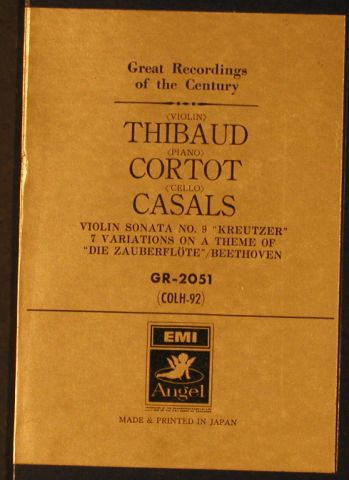 Great Recordings
of the Century
(VIOLIN)
THIBAUD
(PIANO)
CORTOT
('CELLO)
CASALS
VIOLIN SONATA NO. 9 "KREUTZER"
7 VARIATIONS ON A THEME OF
"DIE ZAUBERFLÖTE"/BEETHOVEN
GR-2051
(COLH-92)
EMI
Angel
MADE & PRINTED IN JAPAN